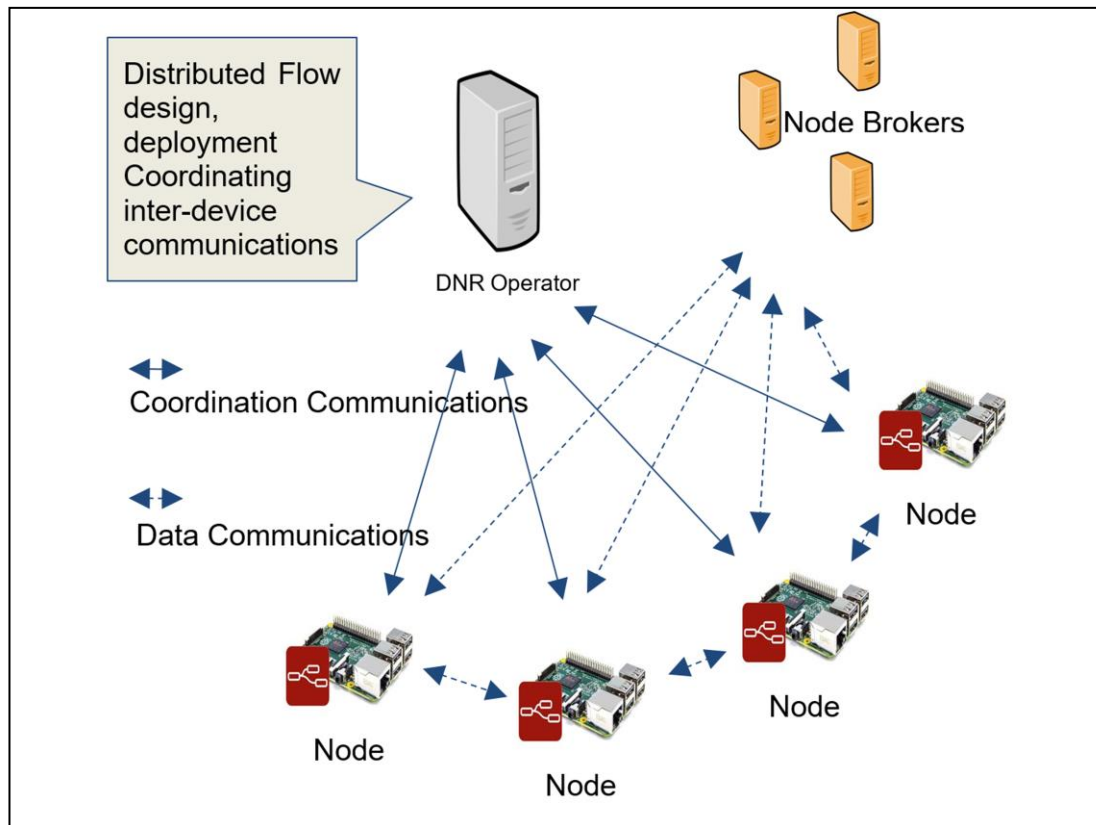 Distributed Flow
design,
deployment
Coordinating
inter-device
communications
Node Brokers
DNR Operator
Coordination Communications
Data Communications
Node
Node
Node
Node